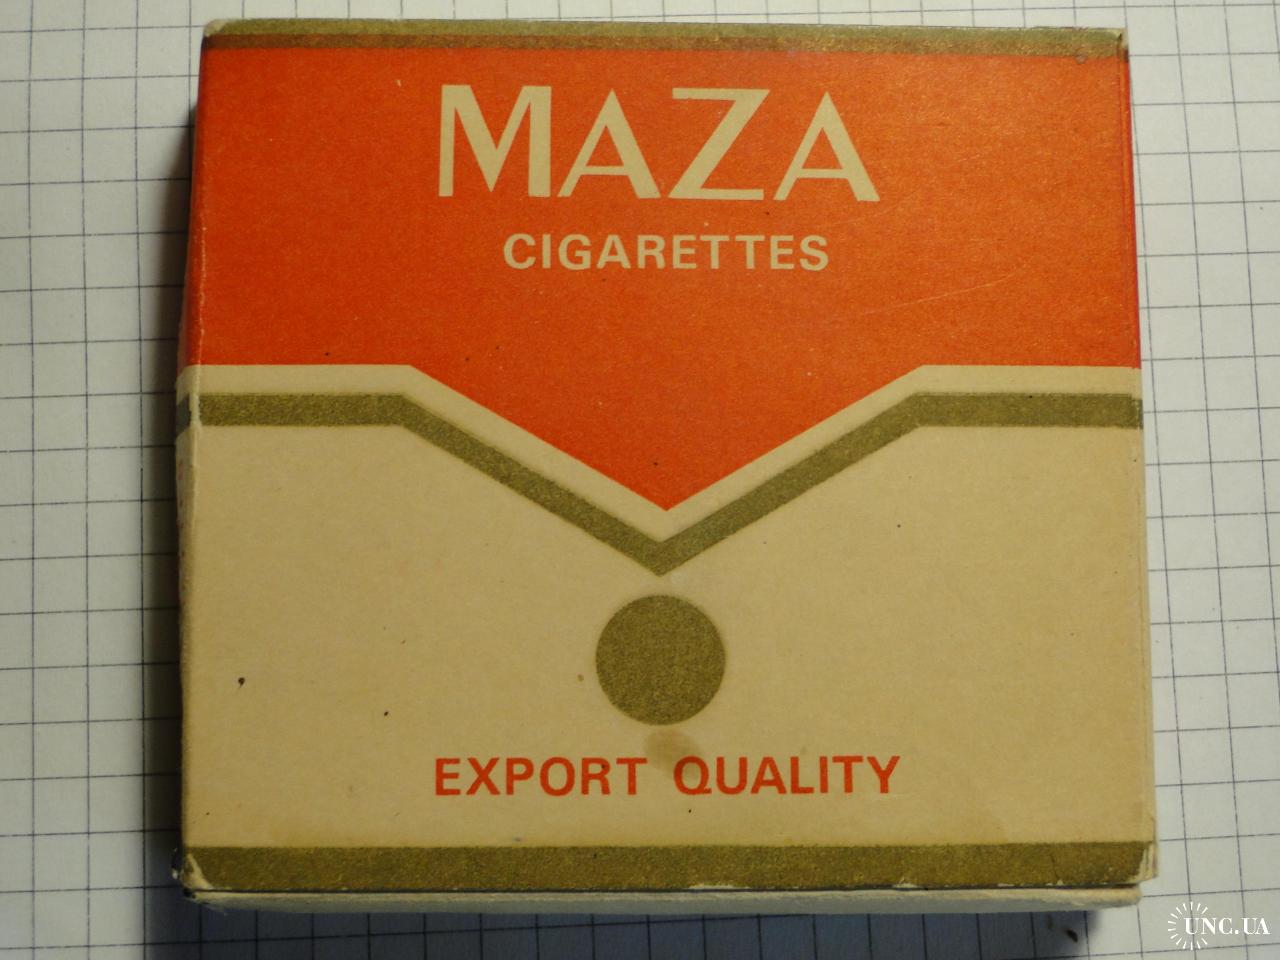 MAZA
CIGARETTES
EXPORT QUALITY
UNC.UA